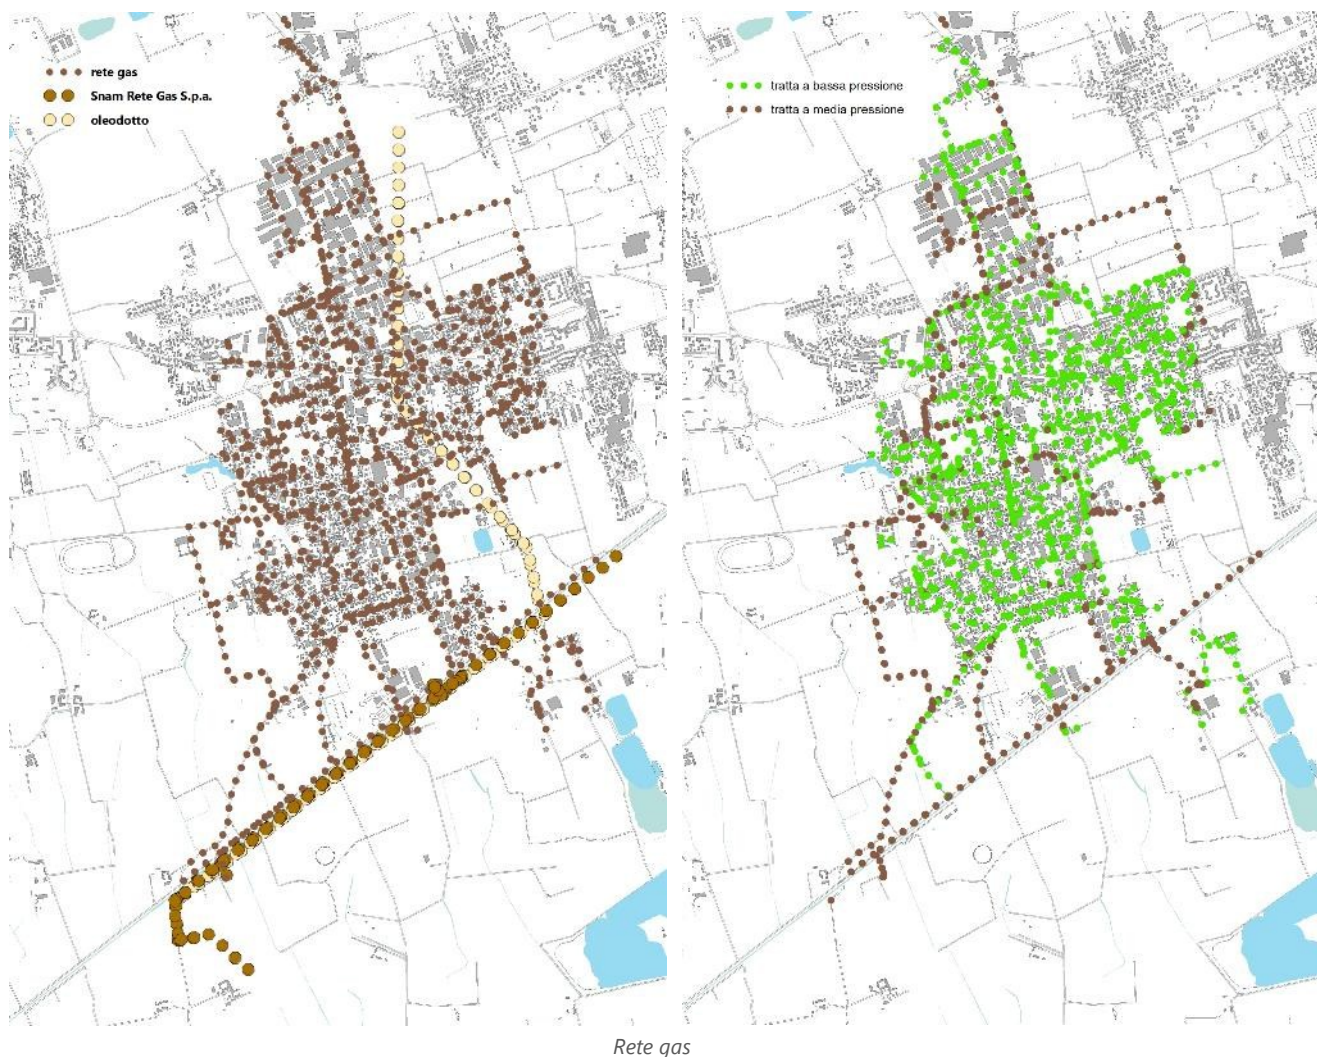 rete gas
Snam Rete Gas S.p.a.
oleodotto
tratta a bassa pressione
tratta a media pressione
Rete gas